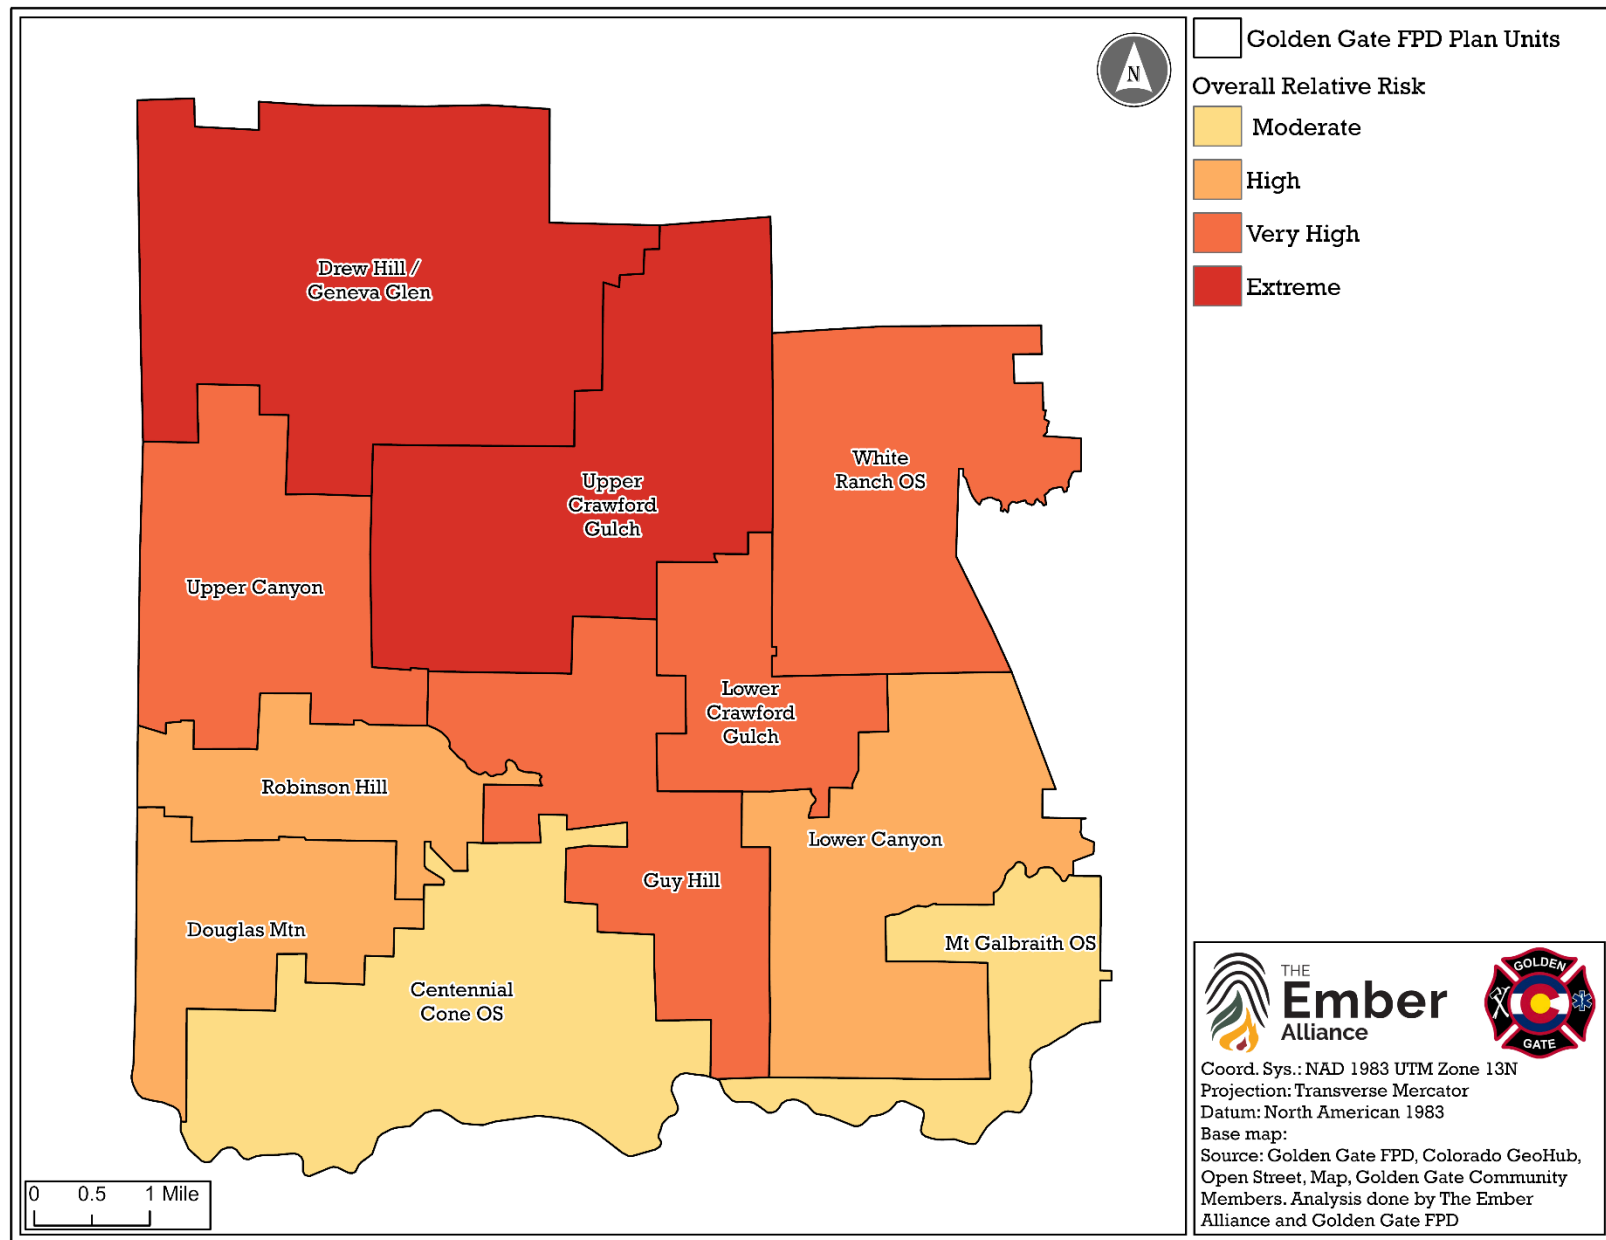 N
Drew Hill /
Geneva Glen
White
Ranch OS
Upper
Crawford
Gulch
Upper Canyon
Lower
Crawford
Gulch
Robinson Hill
Lower Canyon
Guy Hill
Douglas Mtn
Mt Galbraith OS
Centennial
Cone OS
0 0.5 1 Mile
Golden Gate FPD Plan Units
Overall Relative Risk
Moderate
High
Very High
Extreme
THE
Ember
Alliance
GOLDEN
GATE
Coord. Sys.: NAD 1983 UTM Zone 13N
Projection: Transverse Mercator
Datum: North American 1983
Base map:
Source: Golden Gate FPD, Colorado GeoHub,
Open Street, Map, Golden Gate Community
Members. Analysis done by The Ember
Alliance and Golden Gate FPD